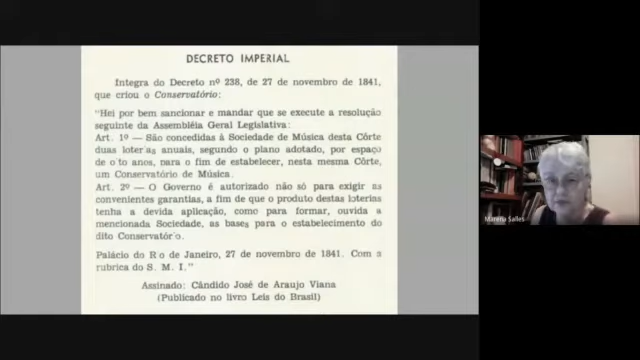 DECRETO IMPERIAL
Íntegra do Decreto nº 238, de 27 de novembro de 1841,
que criou o Conservatório:
"Hei por bem sancionar e mandar que se execute a resolução
seguinte da Assembléia Geral Legislativa:
Art. 1º — São concedidas à Sociedade de Música desta Côrte
duas loterias anuais, segundo o plano adotado, por espaço
de oito anos, para o fim de estabelecer, nesta mesma Côrte,
um Conservatório de Música.
Art. 2º — O Governo é autorizado não só para exigir as
convenientes garantias, a fim de que o produto destas loterias
tenha a devida aplicação, como para formar, ouvida a
mencionada Sociedade, as bases para o estabelecimento do
dito Conservatório.
Palácio do Rio de Janeiro, 27 de novembro de 1841. Com a
rubrica do S. M. I."
Assinado: Cândido José de Araujo Viana
(Publicado no livro Leis do Brasil)
Marena Salles